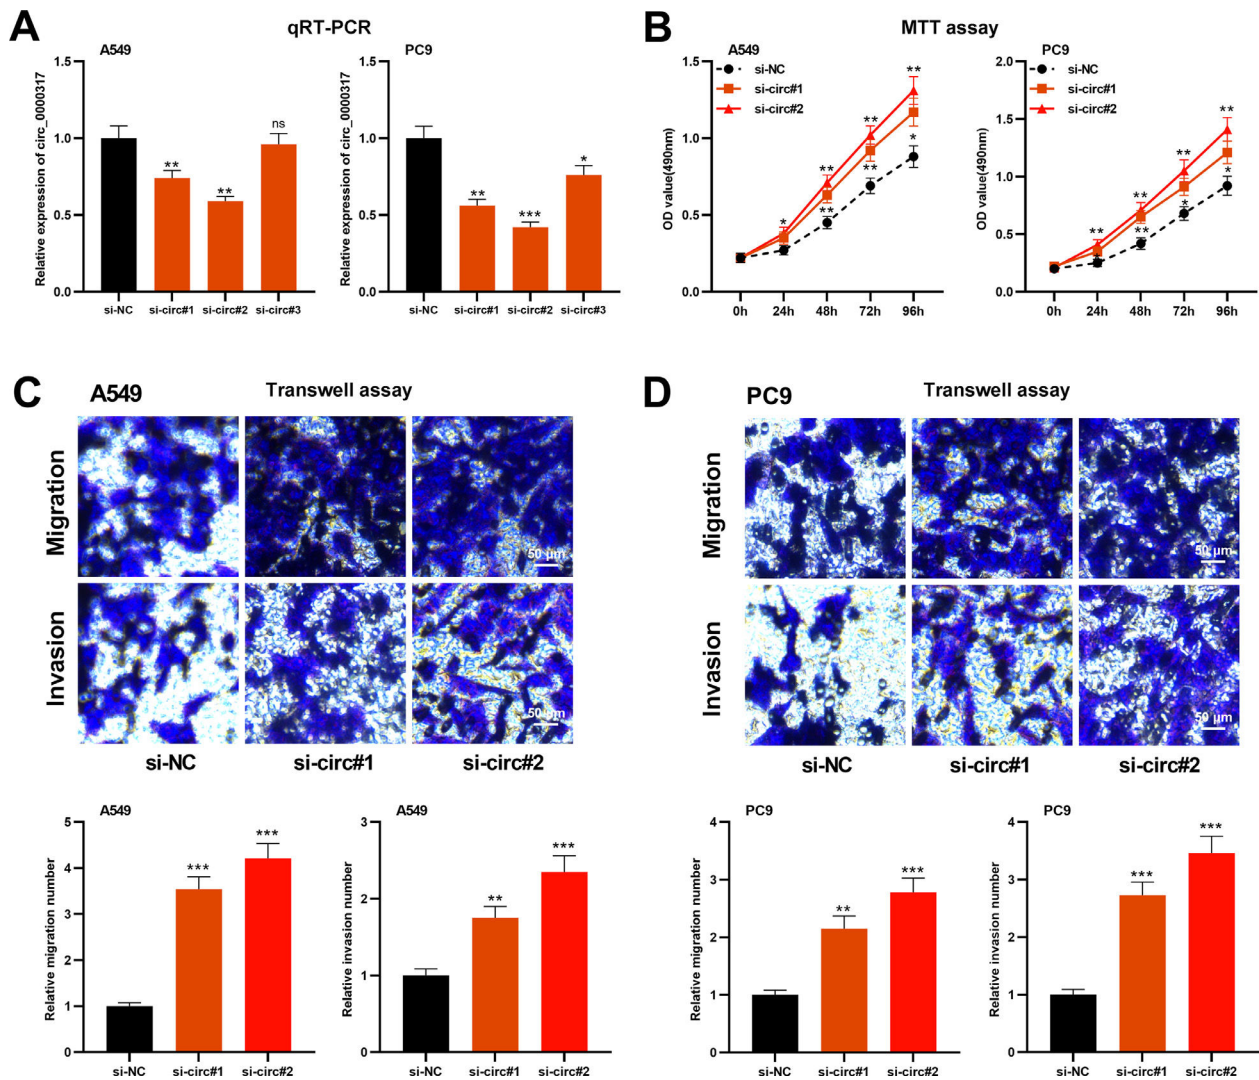 A
qRT-PCR
A549
Relative expression of circ_0000317
1.5
1.0
0.5
0.0
**
**
ns
si-NC si-circ#1 si-circ#2 si-circ#3
PC9
Relative expression of circ_0000317
1.5
1.0
0.5
0.0
**
***
*
si-NC si-circ#1 si-circ#2 si-circ#3
B
MTT assay
A549
si-NC
si-circ#1
si-circ#2
OD value(490nm)
1.5
1.0
0.5
0.0
*
**
**
**
**
**
*
0h 24h 48h 72h 96h
PC9
si-NC
si-circ#1
si-circ#2
OD value(490nm)
2.0
1.5
1.0
0.5
0.0
**
*
**
**
**
*
**
*
0h 24h 48h 72h 96h
C
A549
Transwell assay
Migration
50 μm
Invasion
50 μm
si-NC si-circ#1 si-circ#2
A549
Relative migration number
5
4
3
2
1
0
***
***
si-NC si-circ#1 si-circ#2
A549
Relative invasion number
3
2
1
0
**
***
si-NC si-circ#1 si-circ#2
D
PC9
Transwell assay
Migration
50 μm
Invasion
50 μm
si-NC si-circ#1 si-circ#2
PC9
Relative migration number
4
3
2
1
0
**
***
si-NC si-circ#1 si-circ#2
PC9
Relative invasion number
4
3
2
1
0
***
***
si-NC si-circ#1 si-circ#2